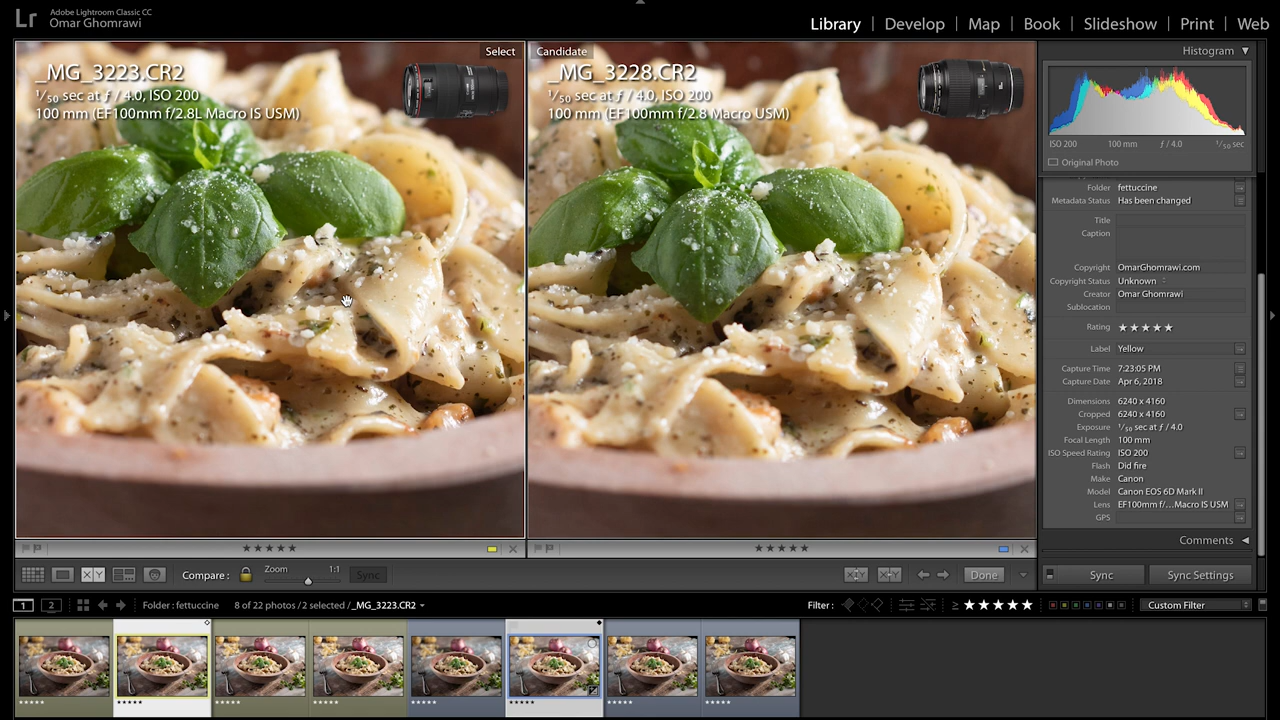 Lr
Adobe Lightroom Classic CC
Omar Ghomrawi
Library | Develop | Map | Book | Slideshow | Print | Web
Select
_MG_3223.CR2
1/50 sec at f / 4.0, ISO 200
100 mm (EF100mm f/2.8L Macro IS USM)
Candidate
_MG_3228.CR2
1/50 sec at f / 4.0, ISO 200
100 mm (EF100mm f/2.8 Macro USM)
Histogram
ISO 200 100 mm f / 4.0 1/50 sec
Original Photo
Folder fettuccine
Metadata Status Has been changed
Title
Caption
Copyright OmarGhomrawi.com
Copyright Status Unknown
Creator Omar Ghomrawi
Sublocation
Rating ★★★★★
Label Yellow
Capture Time 7:23:05 PM
Capture Date Apr 6, 2018
Dimensions 6240 x 4160
Cropped 6240 x 4160
Exposure 1/50 sec at f / 4.0
Focal Length 100 mm
ISO Speed Rating ISO 200
Flash Did fire
Make Canon
Model Canon EOS 6D Mark II
Lens EF100mm f/...Macro IS USM
GPS
Comments
X|Y Compare : Zoom 1:1 Sync
Done
Sync Sync Settings
1 2 Folder : fettuccine 8 of 22 photos / 2 selected / _MG_3223.CR2
Filter : ≥ ★★★★★ Custom Filter